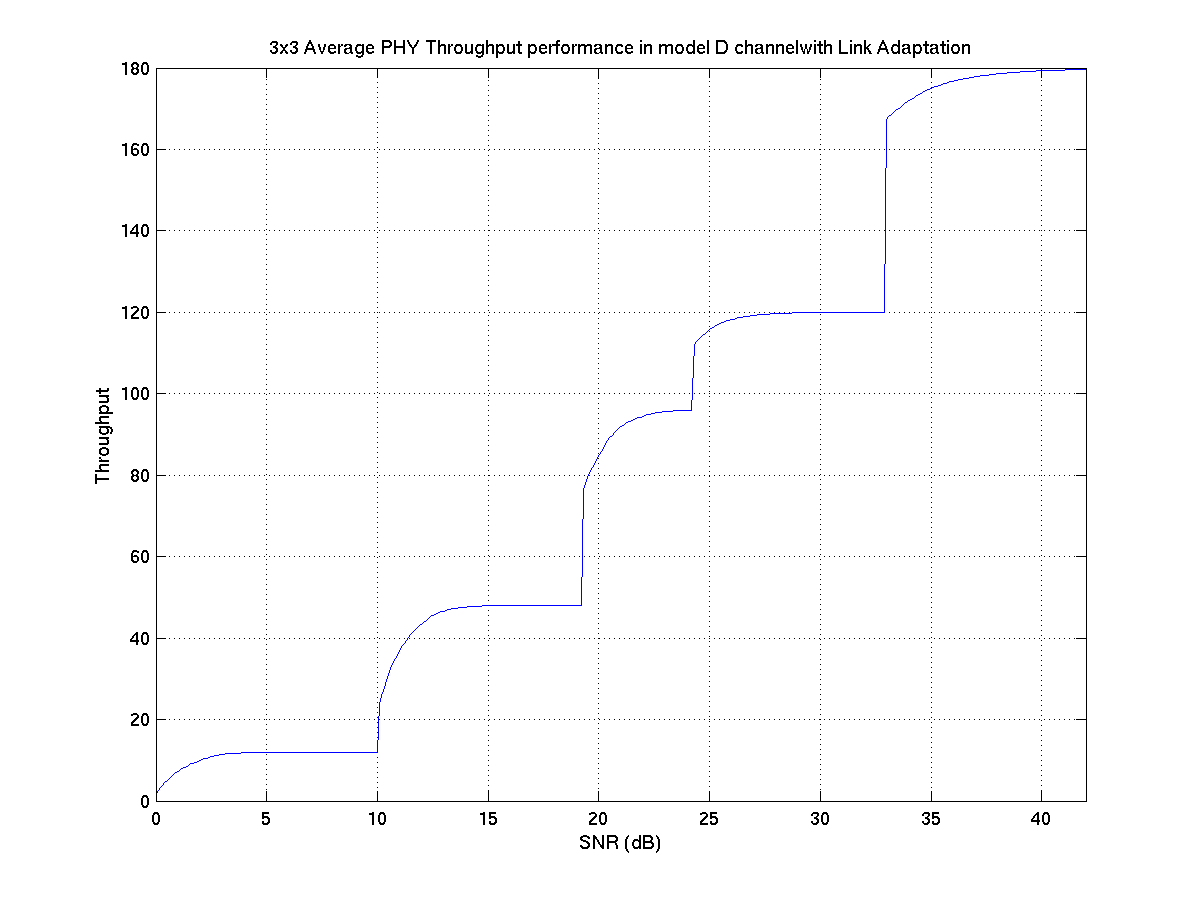 3x3 Average PHY Throughput performance in model D channelwith Link Adaptation
180
160
140
120
100
80
60
40
20
0
Throughput
0 5 10 15 20 25 30 35 40
SNR (dB)